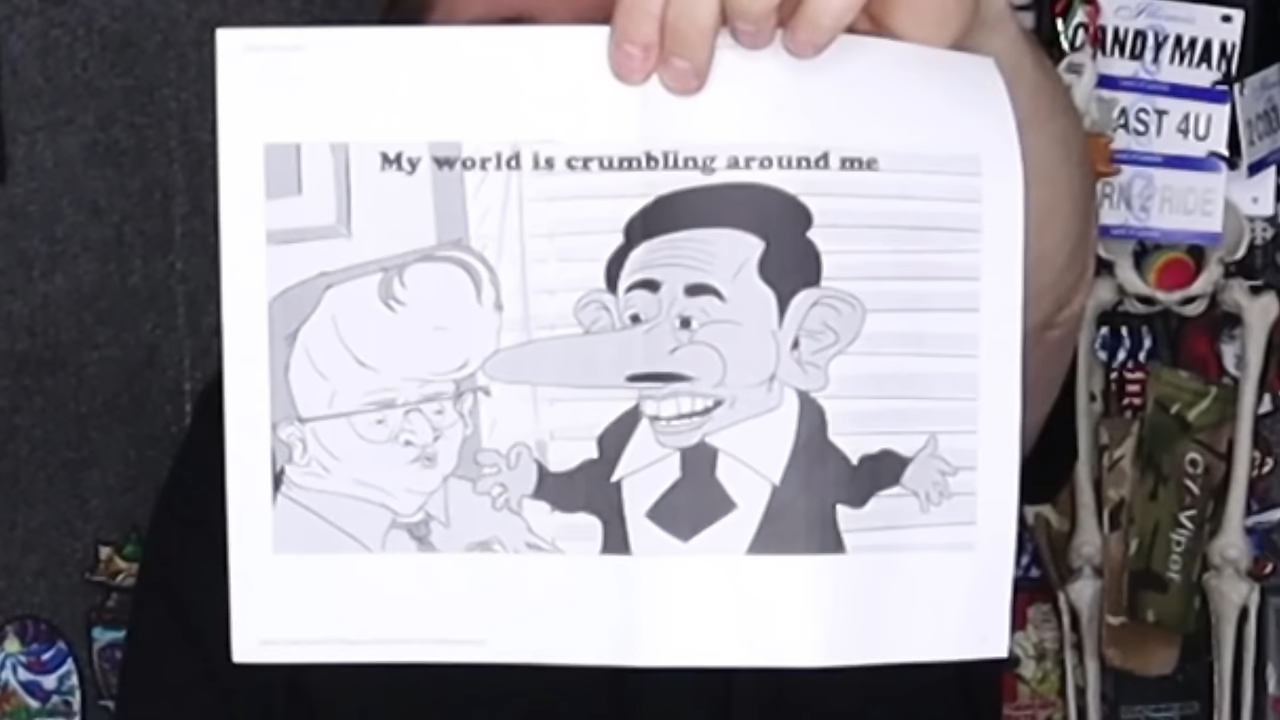 My world is crumbling around me
CANDYMAN
AST 4U
RN 2 RIDE
C7 Viper